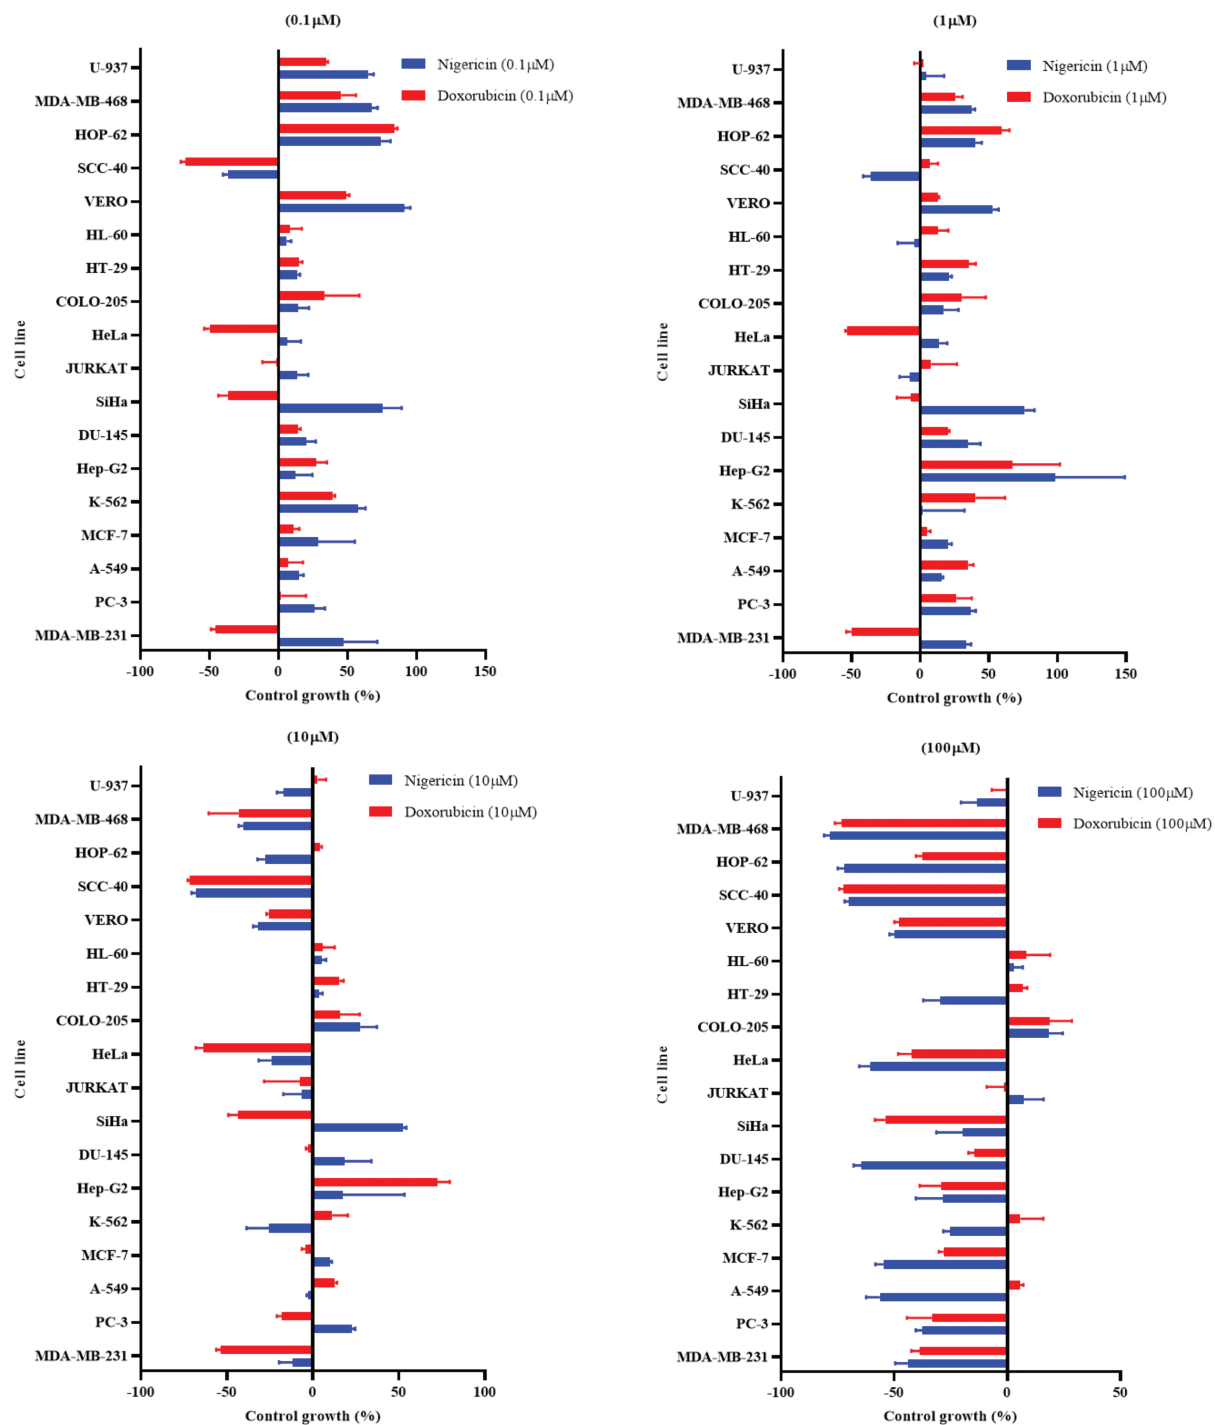 (0.1μM)
U-937
MDA-MB-468
HOP-62
SCC-40
VERO
HL-60
HT-29
COLO-205
HeLa
JURKAT
SiHa
DU-145
Hep-G2
K-562
MCF-7
A-549
PC-3
MDA-MB-231
Cell line
Nigericin (0.1μM)
Doxorubicin (0.1μM)
-100 -50 0 50 100 150
Control growth (%)
(1μM)
U-937
MDA-MB-468
HOP-62
SCC-40
VERO
HL-60
HT-29
COLO-205
HeLa
JURKAT
SiHa
DU-145
Hep-G2
K-562
MCF-7
A-549
PC-3
MDA-MB-231
Cell line
Nigericin (1μM)
Doxorubicin (1μM)
-100 -50 0 50 100 150
Control growth (%)
(10μM)
U-937
MDA-MB-468
HOP-62
SCC-40
VERO
HL-60
HT-29
COLO-205
HeLa
JURKAT
SiHa
DU-145
Hep-G2
K-562
MCF-7
A-549
PC-3
MDA-MB-231
Cell line
Nigericin (10μM)
Doxorubicin (10μM)
-100 -50 0 50 100
Control growth (%)
(100μM)
U-937
MDA-MB-468
HOP-62
SCC-40
VERO
HL-60
HT-29
COLO-205
HeLa
JURKAT
SiHa
DU-145
Hep-G2
K-562
MCF-7
A-549
PC-3
MDA-MB-231
Cell line
Nigericin (100μM)
Doxorubicin (100μM)
-100 -50 0 50
Control growth (%)